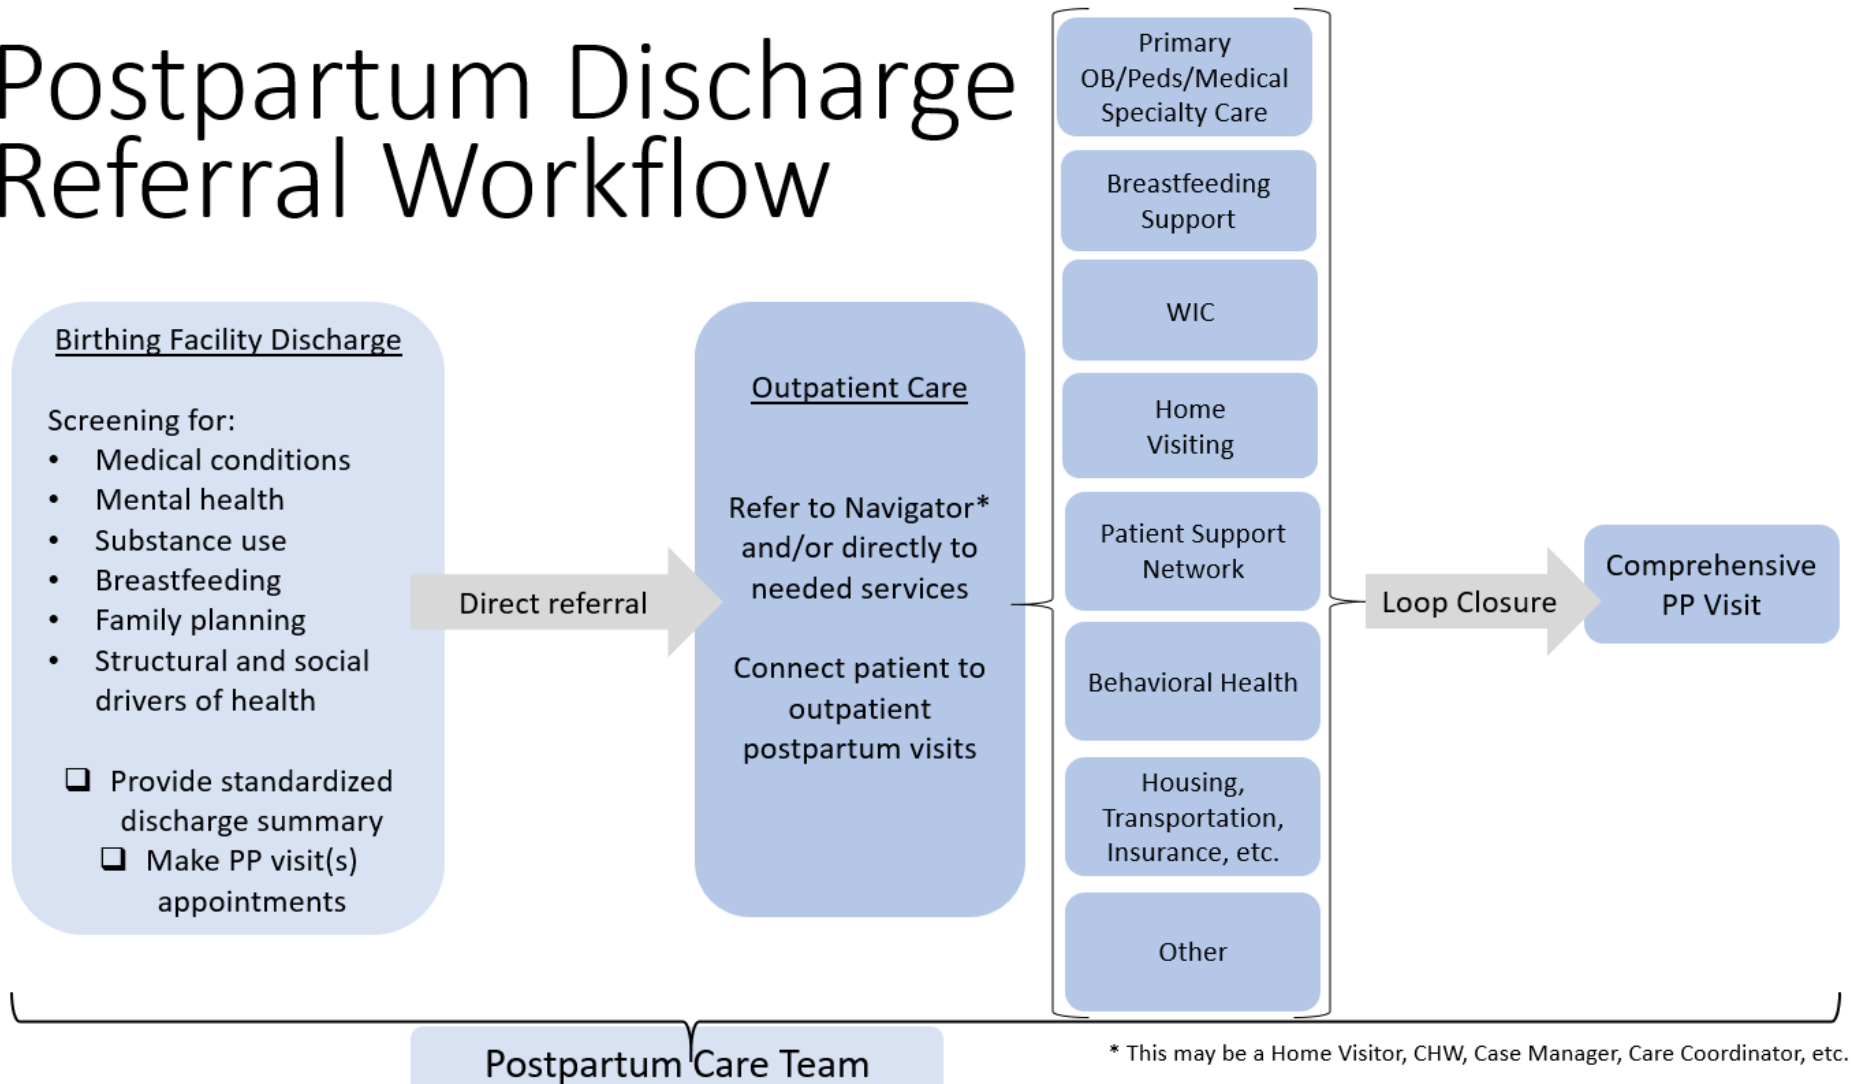 Postpartum Discharge
Referral Workflow
Birthing Facility Discharge
Screening for:
• Medical conditions
• Mental health
• Substance use
• Breastfeeding
• Family planning
• Structural and social
drivers of health
❑ Provide standardized
discharge summary
❑ Make PP visit(s)
appointments
Direct referral
Outpatient Care
Refer to Navigator*
and/or directly to
needed services
Connect patient to
outpatient
postpartum visits
Primary
OB/Peds/Medical
Specialty Care
Breastfeeding
Support
WIC
Home
Visiting
Patient Support
Network
Behavioral Health
Housing,
Transportation,
Insurance, etc.
Other
Loop Closure
Comprehensive
PP Visit
Postpartum Care Team
* This may be a Home Visitor, CHW, Case Manager, Care Coordinator, etc.